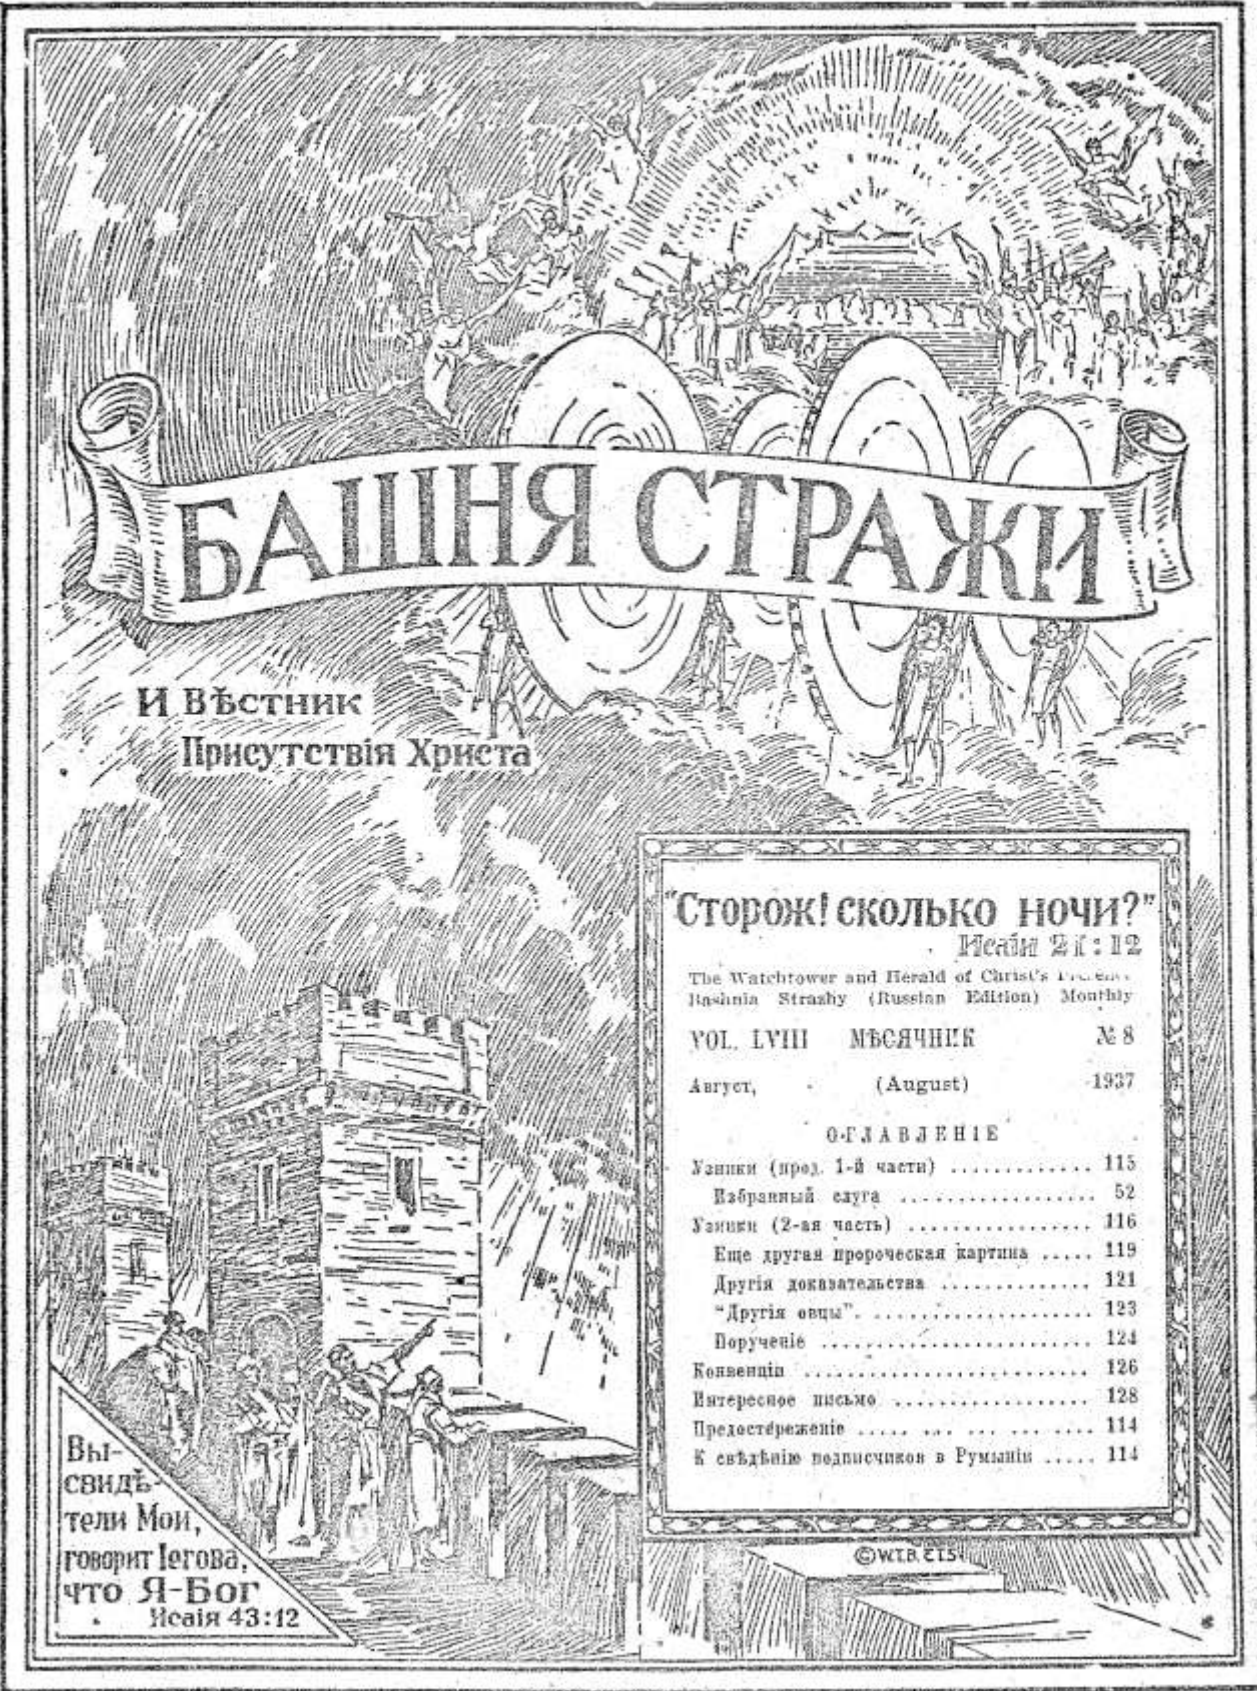 БАШНЯ СТРАЖИ
И ВѢСТНИК
Присутствія Христа
"СТОРОЖ! СКОЛЬКО НОЧИ?"
Исаіи 21:12
The Watchtower and Herald of Christ's
Bashnia Strazhy (Russian Edition) Monthly
VOL. LVIII МѢСЯЧНИК № 8
Август, (August) 1937
ОГЛАВЛЕНІЕ
Узники (прод. 1-й части) ............. 115
Избранный слуга .................. 52
Узники (2-ая часть) ................. 116
Еще другая пророческая картина ..... 119
Другія доказательства .............. 121
"Другія овцы". .................... 123
Порученіе ......................... 124
Конвенціи .......................... 126
Интересное письмо .................. 128
Предостереженіе ..... ... ... ... .... 114
К свѣдѣнію подписчиков в Румыніи ..... 114
© W.T.B. & T.S.
Вы-
свидѣ-
тели Мои,
говорит Іегова,
что Я-Бог
Исаія 43:12